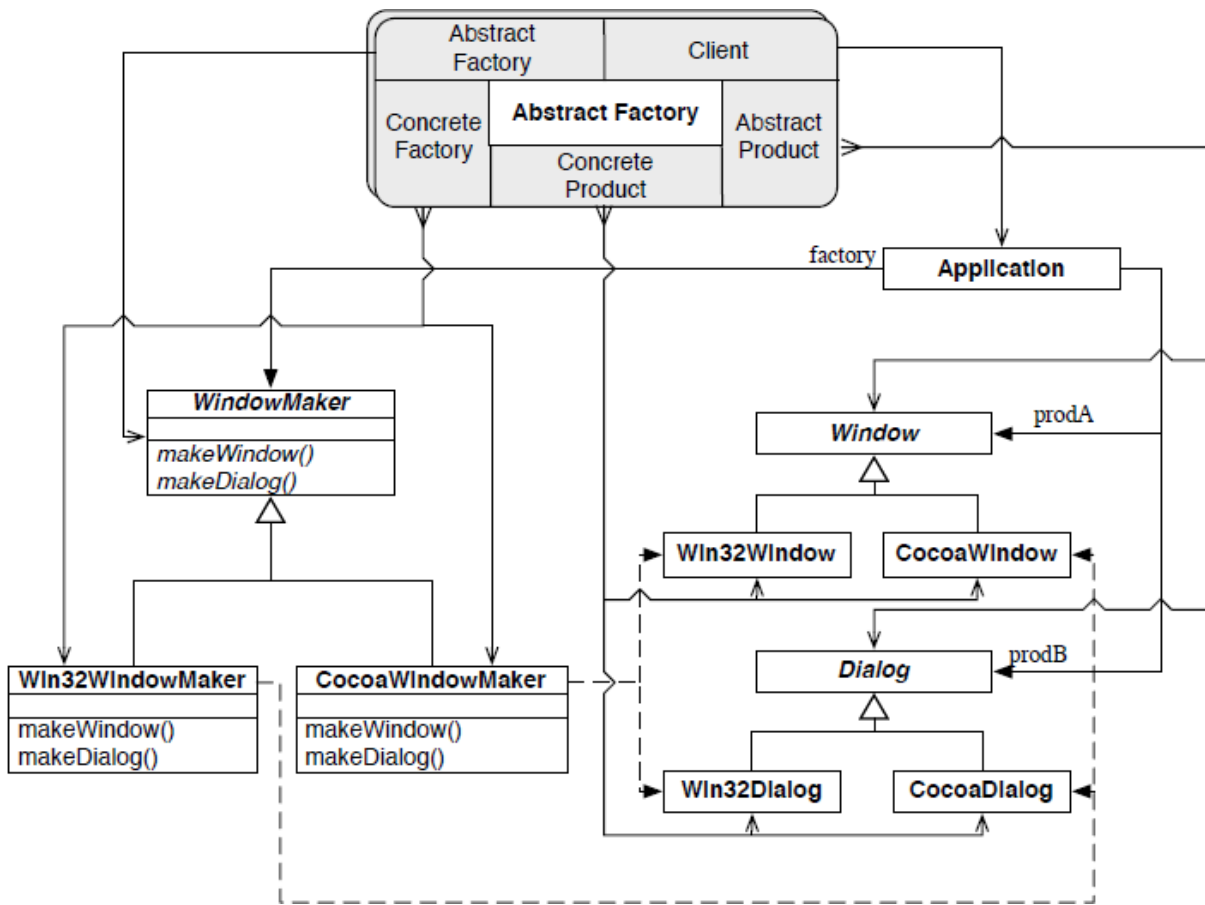 Abstract
Factory
Client
Concrete
Factory
Abstract Factory
Abstract
Product
Concrete
Product
factory
Application
WindowMaker
makeWindow()
makeDialog()
Window
prodA
Win32Window
CocoaWindow
Dialog
prodB
Win32WindowMaker
makeWindow()
makeDialog()
CocoaWindowMaker
makeWindow()
makeDialog()
Win32Dialog
CocoaDialog